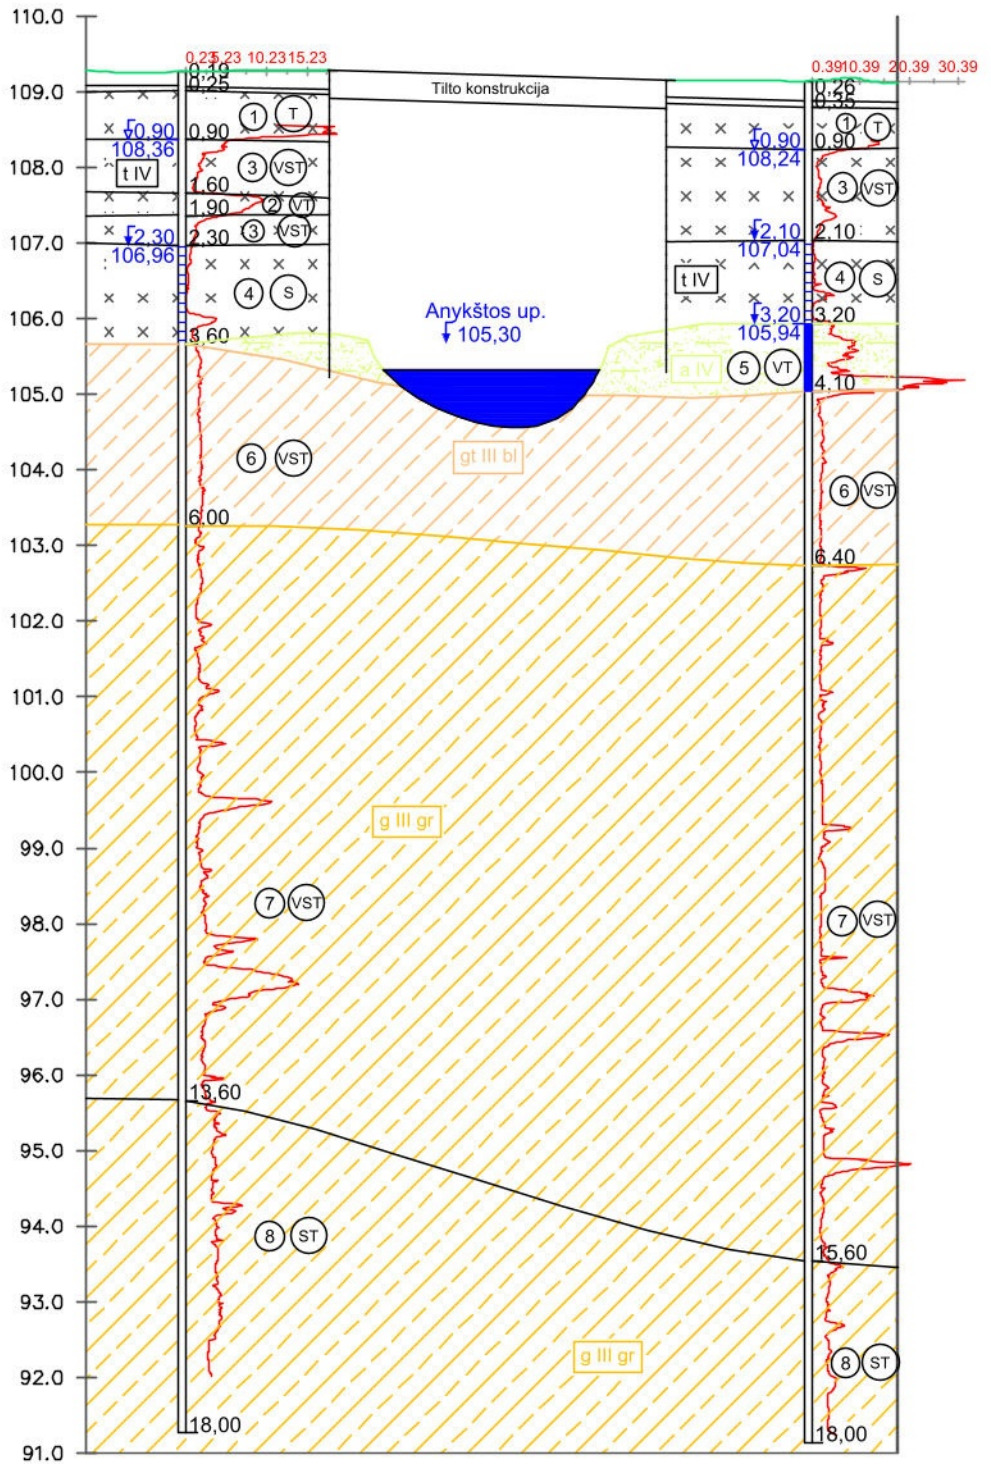 110.0
109.0
108.0
107.0
106.0
105.0
104.0
103.0
102.0
101.0
100.0
99.0
98.0
97.0
96.0
95.0
94.0
93.0
92.0
91.0
0.23 5.23 10.23 15.23
0,19
0,25
0,90
0,90
108,36
t IV
1,60
1,90
2,30
2,30
106,96
3,60
6.00
13,60
18,00
1 T
3 VST
2 VT
3 VST
4 S
6 VST
7 VST
8 ST
Tilto konstrukcija
Anykštos up.
105,30
gt III bl
g III gr
g III gr
0.39 10.39 20.39 30.39
0,26
0,35
0,90
0,90
108,24
2,10
2,10
107,04
t IV
3,20
3,20
105,94
a IV
4,10
6.40
15,60
18,00
1 T
3 VST
4 S
5 VT
6 VST
7 VST
8 ST